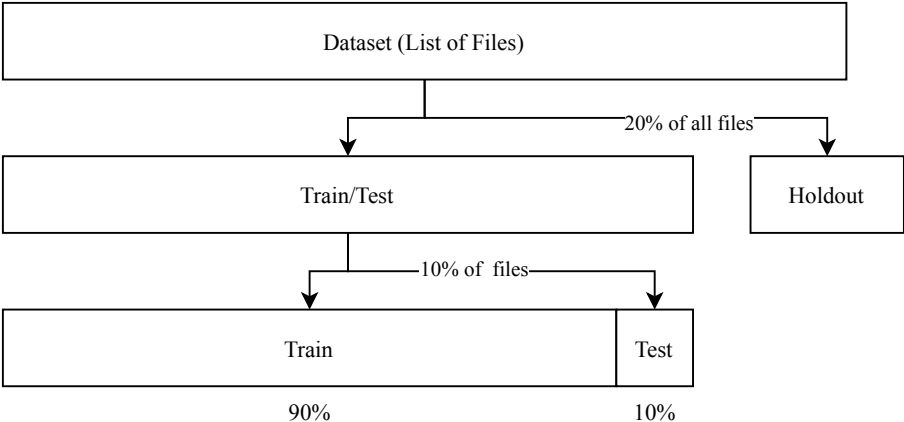 Dataset (List of Files)
20% of all files
Train/Test
Holdout
10% of  files
Train
Test
90%
10%